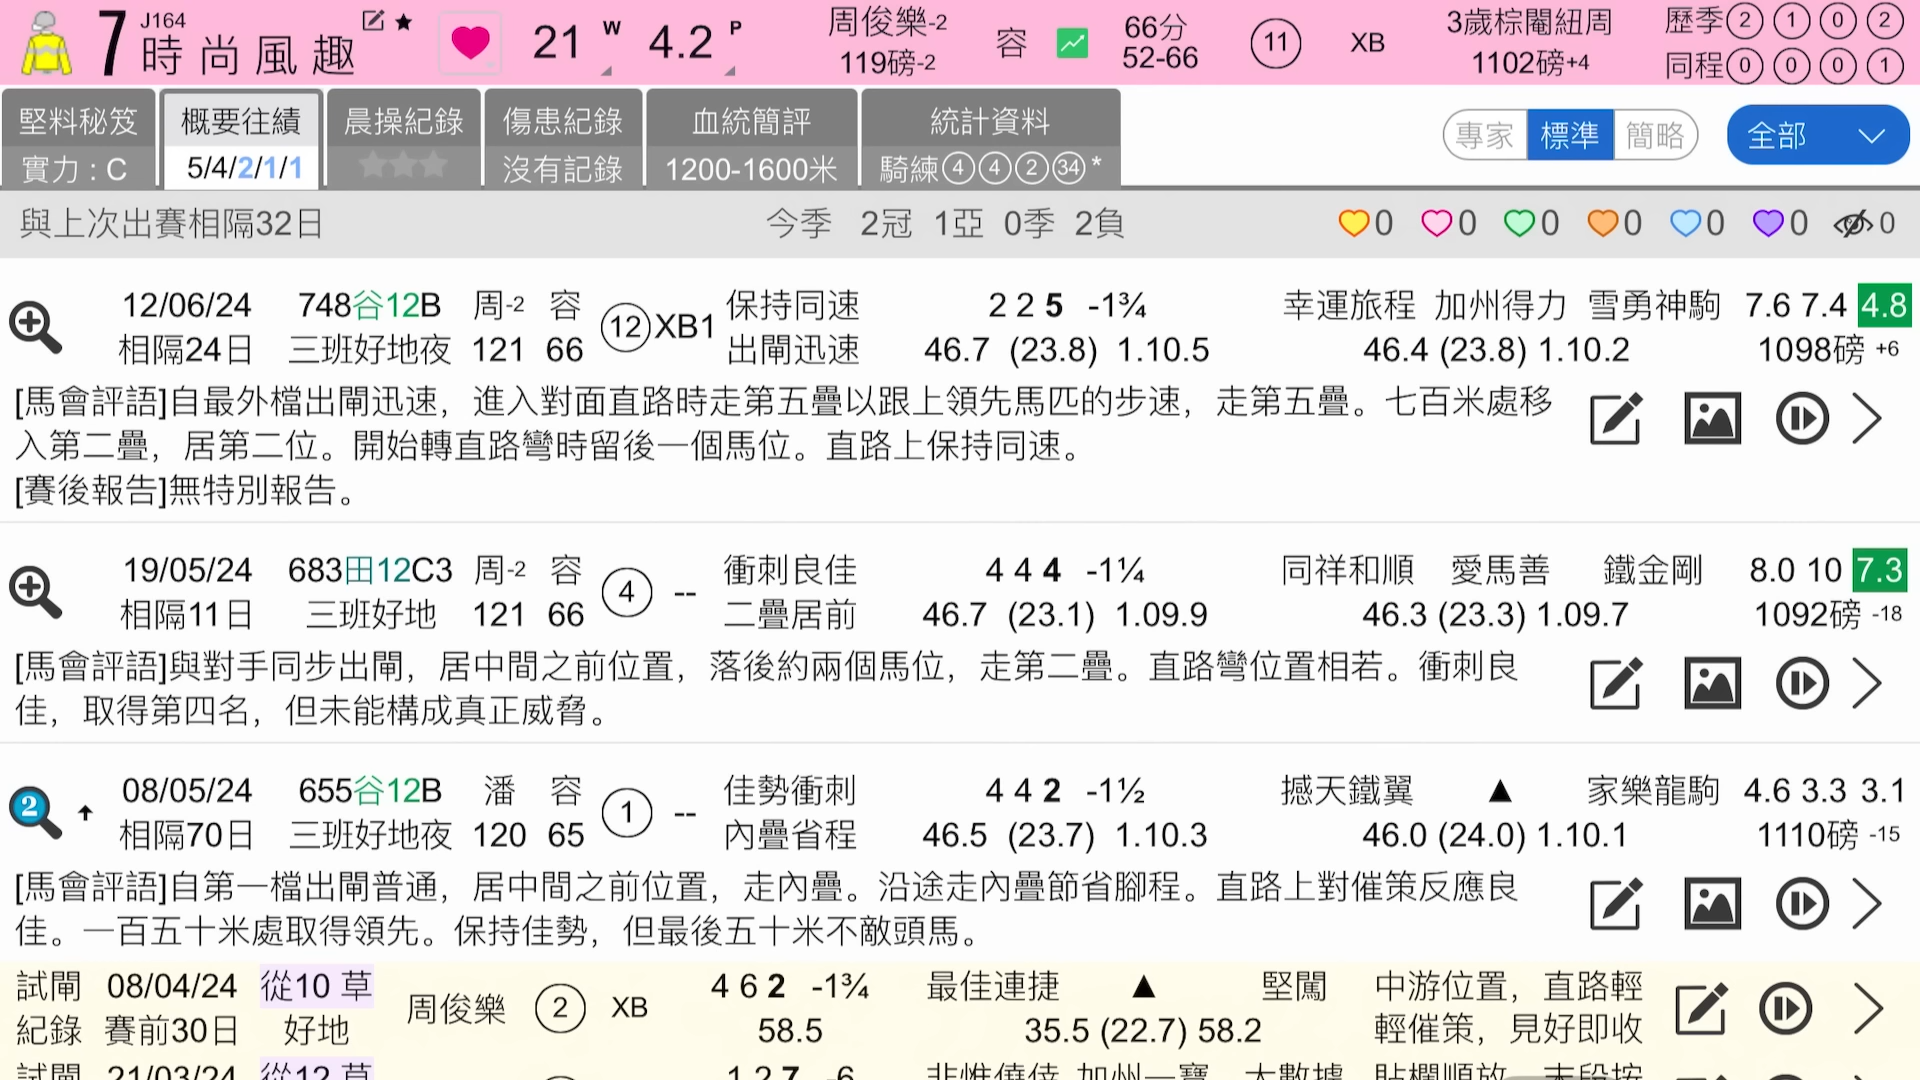 7 J164 時尚風趣 ★ 21 W 4.2 P 周俊樂-2 容 66分 11 XB 3歲棕閹紐周 歷季 2 1 0 2
119磅-2 52-66 1102磅+4 同程 0 0 0 1
堅料秘笈 概要往績 晨操紀錄 傷患紀錄 血統簡評 統計資料 專家 標準 簡略 全部
實力 : C 5/4/2/1/1 ★★★ 沒有記錄 1200-1600米 騎練 4 4 2 34 *
與上次出賽相隔32日 今季 2冠 1亞 0季 2負 0 0 0 0 0 0 0
12/06/24 748谷12B 周-2 容 12 XB1 保持同速 2 2 5 -1¾ 幸運旅程 加州得力 雪勇神駒 7.6 7.4 4.8
相隔24日 三班好地夜 121 66 出閘迅速 46.7 (23.8) 1.10.5 46.4 (23.8) 1.10.2 1098磅 +6
[馬會評語]自最外檔出閘迅速，進入對面直路時走第五疊以跟上領先馬匹的步速，走第五疊。七百米處移
入第二疊，居第二位。開始轉直路彎時留後一個馬位。直路上保持同速。
[賽後報告]無特別報告。
19/05/24 683田12C3 周-2 容 4 -- 衝刺良佳 4 4 4 -1¼ 同祥和順 愛馬善 鐵金剛 8.0 10 7.3
相隔11日 三班好地 121 66 二疊居前 46.7 (23.1) 1.09.9 46.3 (23.3) 1.09.7 1092磅 -18
[馬會評語]與對手同步出閘，居中間之前位置，落後約兩個馬位，走第二疊。直路彎位置相若。衝刺良
佳，取得第四名，但未能構成真正威脅。
2 08/05/24 655谷12B 潘 容 1 -- 佳勢衝刺 4 4 2 -1½ 撼天鐵翼 ▲ 家樂龍駒 4.6 3.3 3.1
相隔70日 三班好地夜 120 65 內疊省程 46.5 (23.7) 1.10.3 46.0 (24.0) 1.10.1 1110磅 -15
[馬會評語]自第一檔出閘普通，居中間之前位置，走內疊。沿途走內疊節省腳程。直路上對催策反應良
佳。一百五十米處取得領先。保持佳勢，但最後五十米不敵頭馬。
試閘 08/04/24 從10 草 周俊樂 2 XB 4 6 2 -1¾ 最佳連捷 ▲ 堅闖 中游位置，直路輕
紀錄 賽前30日 好地 58.5 35.5 (22.7) 58.2 輕催策，見好即收
試閘 21/03/24 從12 草 1 2 7 -6 非惟僥倖 加州一寶 大數據 貼欄順放，末段按